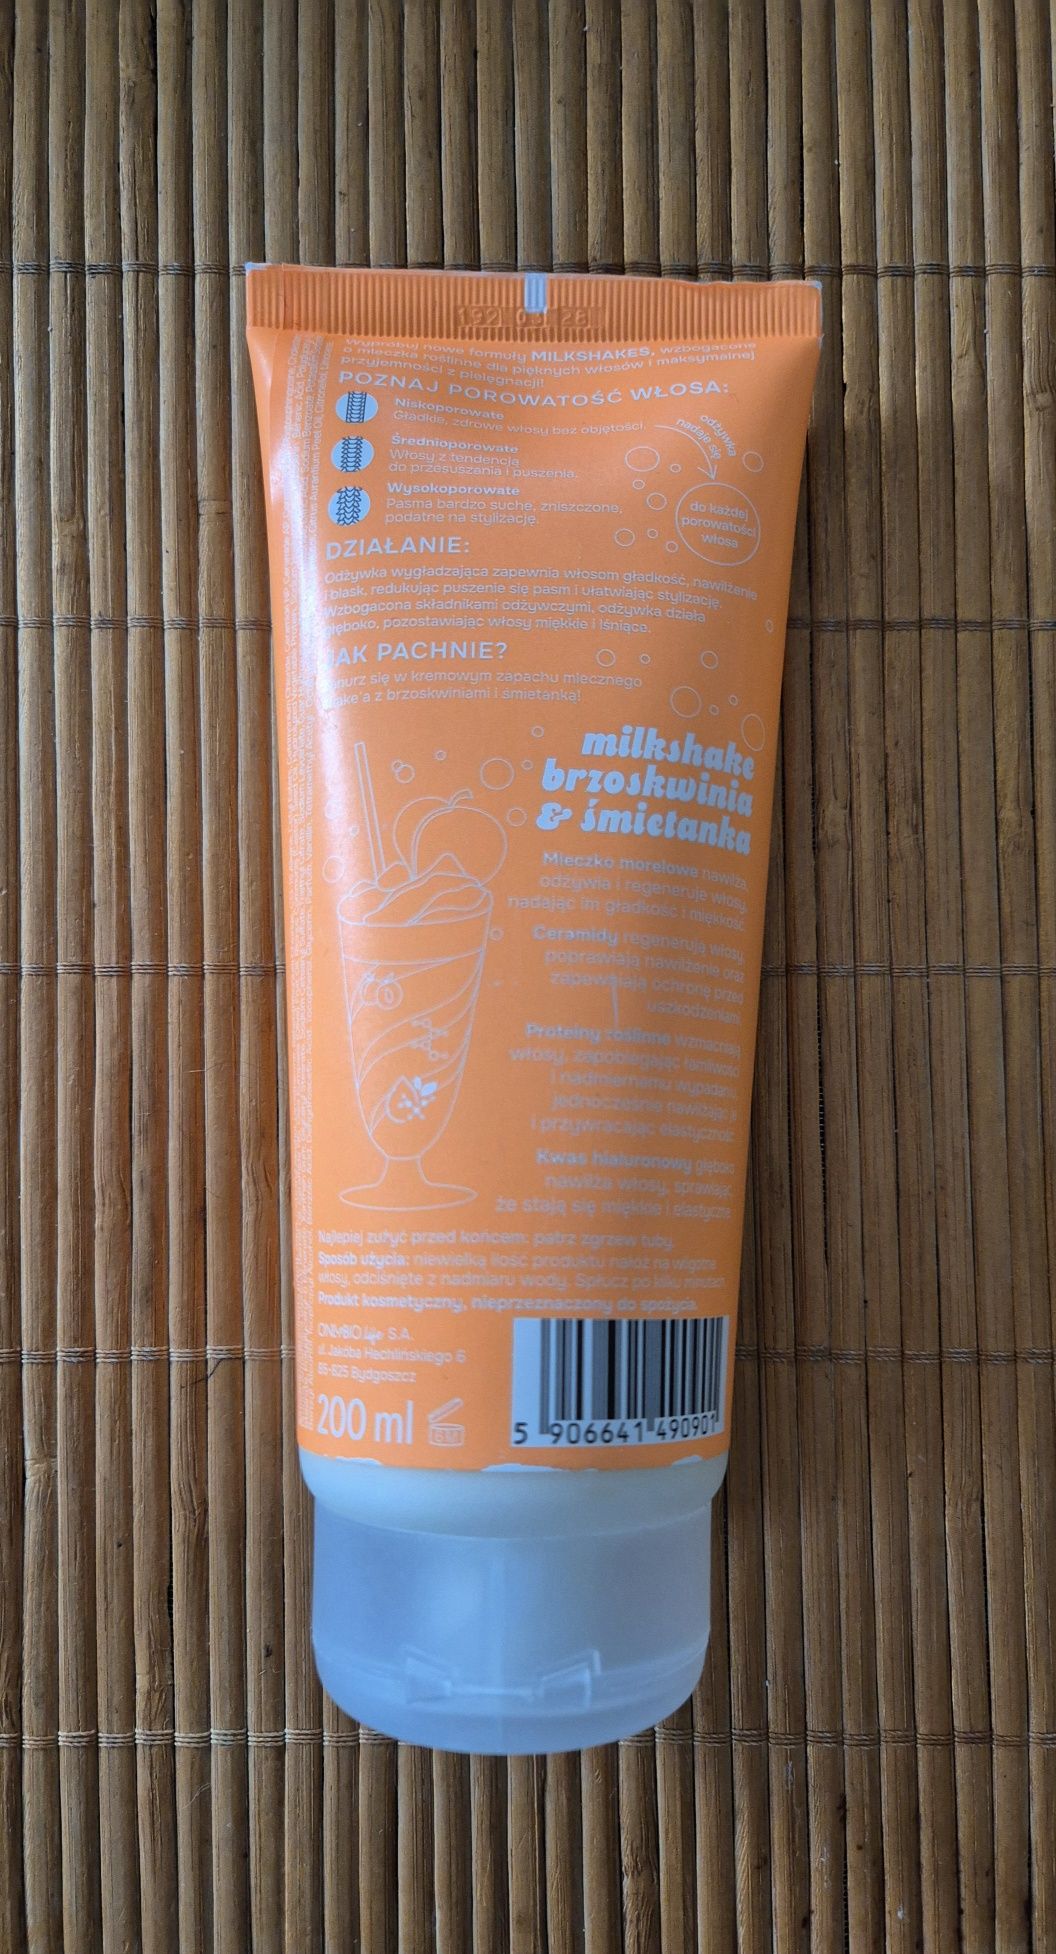 192 03 28
Wypróbuj nowe formuły MILKSHAKES, wzbogacone
o mleczka roślinne dla pięknych włosów i maksymalnej
przyjemności z pielęgnacji!
POZNAJ POROWATOŚĆ WŁOSA:
Niskoporowate
Gładkie, zdrowe włosy bez objętości.
Średnioporowate
Włosy z tendencją
do przesuszania i puszenia.
Wysokoporowate
Pasma bardzo suche, zniszczone,
podatne na stylizację.
odżywka
nadaje się
do każdej
porowatości
włosa
DZIAŁANIE:
Odżywka wygładzająca zapewnia włosom gładkość, nawilżenie
i blask, redukując puszenie się pasm i ułatwiając stylizację.
Wzbogacona składnikami odżywczymi, odżywka działa
głęboko, pozostawiając włosy miękkie i lśniące.
JAK PACHNIE?
Zanurz się w kremowym zapachu mlecznego
shake'a z brzoskwiniami i śmietanką!
milkshake
brzoskwinia
& śmietanka
Mleczko morelowe nawilża,
odżywia i regeneruje włosy,
nadając im gładkość i miękkość.
Ceramidy regenerują włosy
poprawiają nawilżenie oraz
zapewniają ochronę przed
uszkodzeniami.
Proteiny roślinne wzmacniają
włosy, zapobiegając łamliwości
i nadmiernemu wypadaniu,
jednocześnie nawilżając je
i przywracając elastyczność.
Kwas hialuronowy głęboko
nawilża włosy, sprawiając,
że stają się miękkie i elastyczne.
Najlepiej zużyć przed końcem: patrz zgrzew tuby.
Sposób użycia: niewielką ilość produktu nałóż na wilgotne
włosy, odciśnięte z nadmiaru wody. Spłucz po kilku minutach.
Produkt kosmetyczny, nieprzeznaczony do spożycia.
ONLYBIO life S.A.
ul. Jakóba Hechlińskiego 6
85-825 Bydgoszcz
200 ml
6M
5 906641 490901